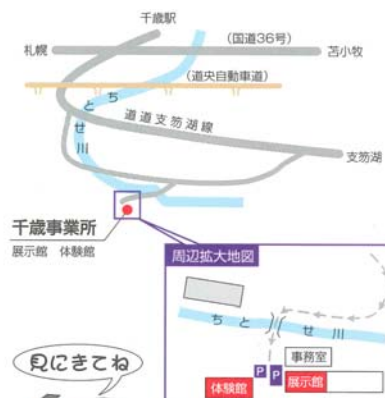 千歳駅
(国道36号)
札幌
苫小牧
(道央自動車道)
ちとせ川
道道支笏湖線
支笏湖
千歳事業所
展示館 体験館
周辺拡大地図
ちとせ川
事務室
P
P
体験館
展示館
見にきてね